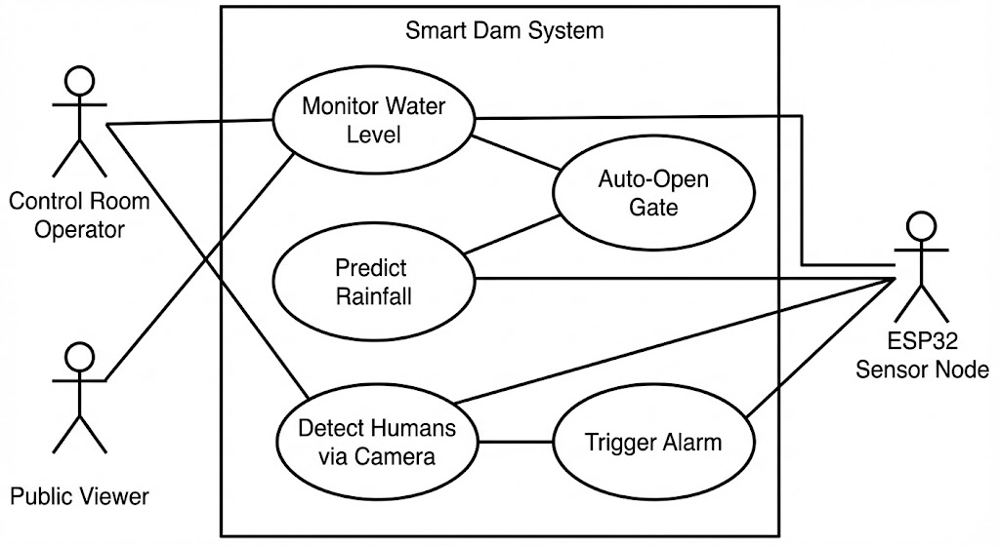 Smart Dam System
Monitor Water
Level
Auto-Open
Gate
Control Room
Operator
Predict
Rainfall
ESP32
Sensor Node
Detect Humans
via Camera
Trigger Alarm
Public Viewer